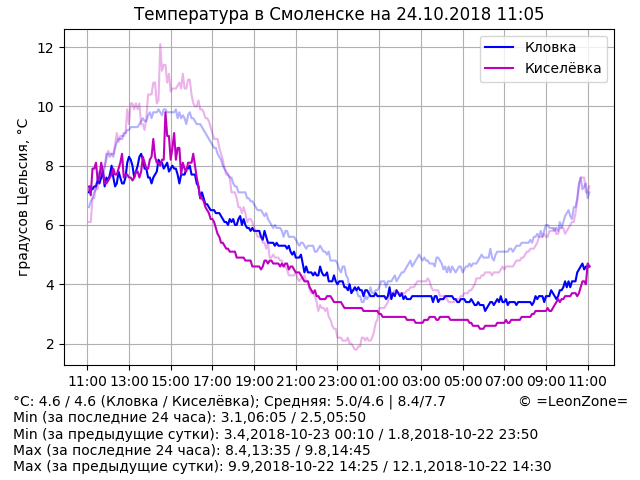 Температура в Смоленске на 24.10.2018 11:05
Кловка
Киселёвка
градусов Цельсия, °C
12
10
8
6
4
2
11:00 13:00 15:00 17:00 19:00 21:00 23:00 01:00 03:00 05:00 07:00 09:00 11:00
°C: 4.6 / 4.6 (Кловка / Киселёвка); Средняя: 5.0/4.6 | 8.4/7.7 © =LeonZone=
Min (за последние 24 часа): 3.1,06:05 / 2.5,05:50
Min (за предыдущие сутки): 3.4,2018-10-23 00:10 / 1.8,2018-10-22 23:50
Max (за последние 24 часа): 8.4,13:35 / 9.8,14:45
Max (за предыдущие сутки): 9.9,2018-10-22 14:25 / 12.1,2018-10-22 14:30